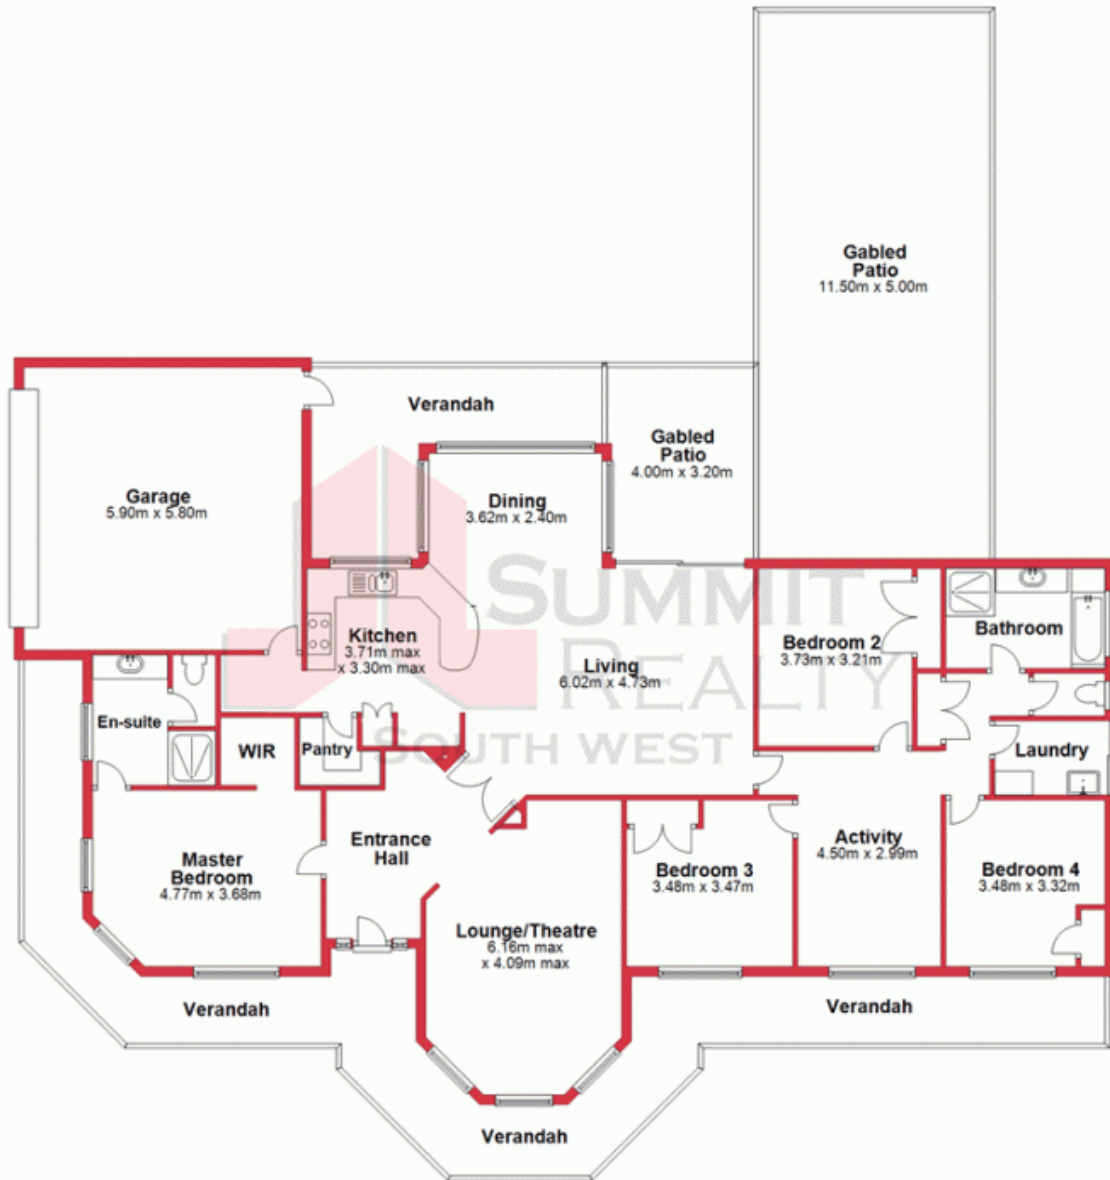 Gabled
Patio
11.50m x 5.00m
Verandah
Gabled
Patio
4.00m x 3.20m
Garage
5.90m x 5.80m
Dining
3.62m x 2.40m
SUMMIT
REALTY
SOUTH WEST
Kitchen
3.71m max
x 3.30m max
Living
6.02m x 4.73m
Bedroom 2
3.73m x 3.21m
Bathroom
En-suite
WIR
Pantry
Laundry
Entrance
Hall
Master
Bedroom
4.77m x 3.68m
Lounge/Theatre
6.16m max
x 4.09m max
Bedroom 3
3.48m x 3.47m
Activity
4.50m x 2.99m
Bedroom 4
3.48m x 3.32m
Verandah
Verandah
Verandah